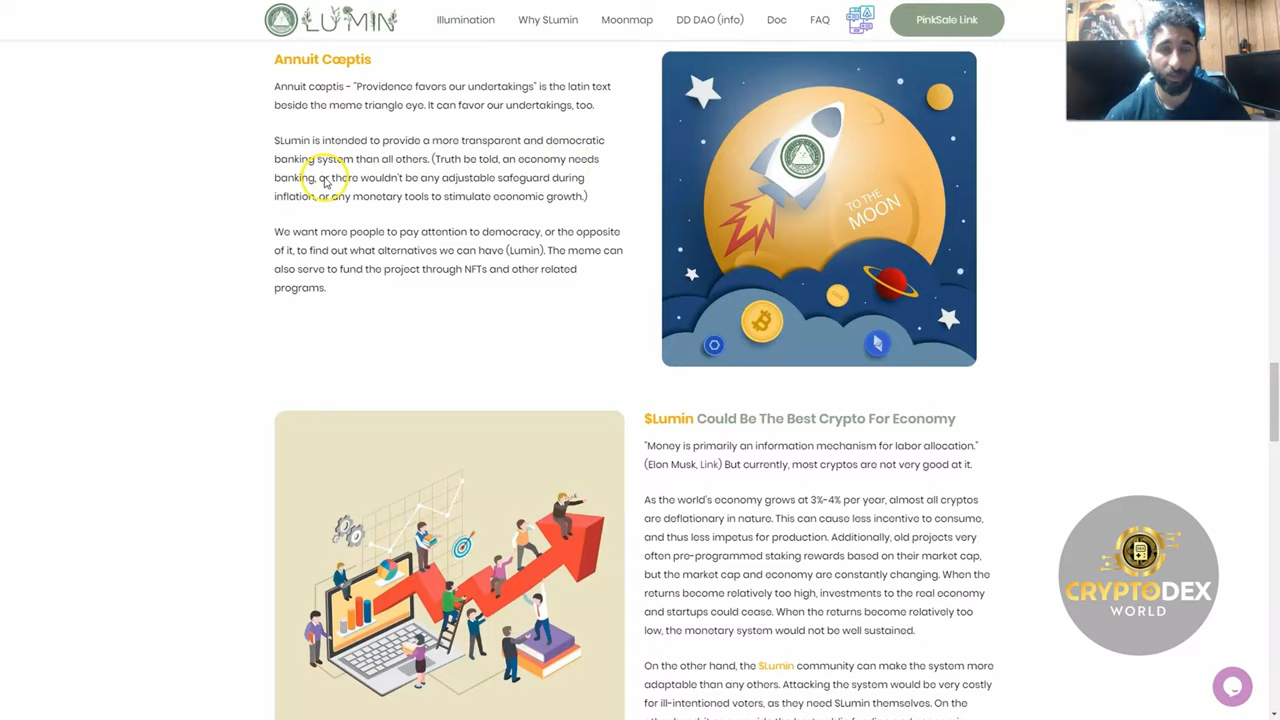 $LUMIN
Illumination
Why SLumin
Moonmap
DD DAO (info)
Doc
FAQ
PinkSale Link
Annuit Cœptis
Annuit cœptis - "Providence favors our undertakings" is the latin text
beside the meme triangle eye. It can favor our undertakings, too.
SLumin is intended to provide a more transparent and democratic
banking system than all others. (Truth be told, an economy needs
banking, or there wouldn't be any adjustable safeguard during
inflation, or any monetary tools to stimulate economic growth.)
We want more people to pay attention to democracy, or the opposite
of it, to find out what alternatives we can have (Lumin). The meme can
also serve to fund the project through NFTs and other related
programs.
TO THE
MOON
$Lumin Could Be The Best Crypto For Economy
"Money is primarily an information mechanism for labor allocation."
(Elon Musk, Link) But currently, most cryptos are not very good at it.
As the world's economy grows at 3%-4% per year, almost all cryptos
are deflationary in nature. This can cause less incentive to consume,
and thus less impetus for production. Additionally, old projects very
often pre-programmed staking rewards based on their market cap,
but the market cap and economy are constantly changing. When the
returns become relatively too high, investments to the real economy
and startups could cease. When the returns become relatively too
low, the monetary system would not be well sustained.
On the other hand, the $Lumin community can make the system more
adaptable than any others. Attacking the system would be very costly
for ill-intentioned voters, as they need SLumin themselves. On the
CRYPTODEX
WORLD